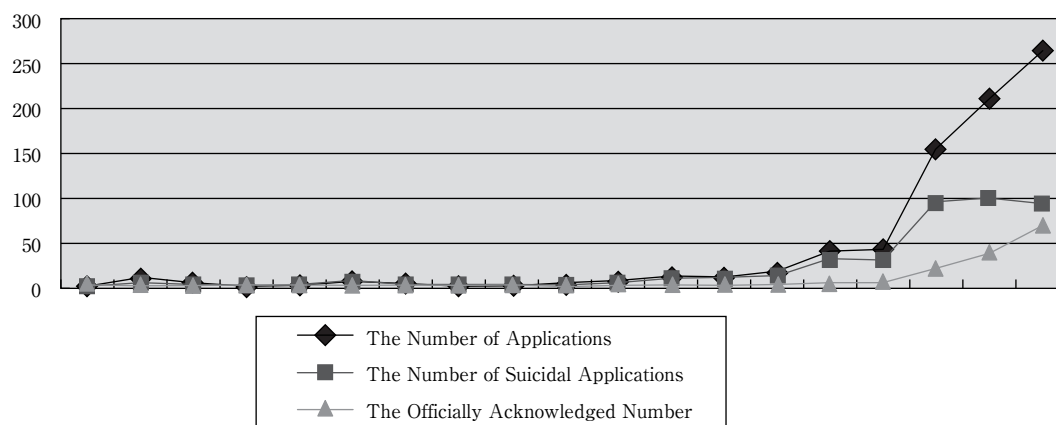 300
250
200
150
100
50
0
The Number of Applications
The Number of Suicidal Applications
The Officially Acknowledged Number